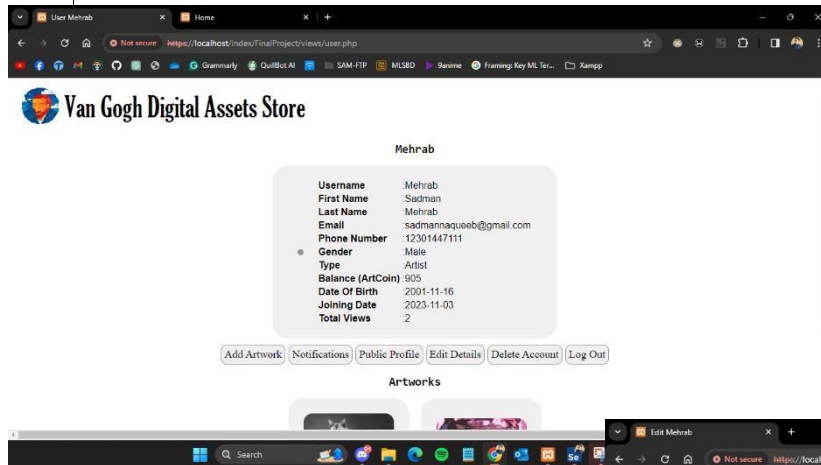 User Mehrab
Home
Not secure https://localhost/index/FinalProject/views/user.php
Grammarly QuillBot AI SAM-FTP MLSBD 9anime Framing: Key ML Ter... Xampp
Van Gogh Digital Assets Store
Mehrab
Username :Mehrab
First Name :Sadman
Last Name :Mehrab
Email :sadmannaqueeb@gmail.com
Phone Number :12301447111
Gender :Male
Type :Artist
Balance (ArtCoin) :905
Date Of Birth :2001-11-16
Joining Date :2023-11-03
Total Views :2
Add Artwork Notifications Public Profile Edit Details Delete Account Log Out
Artworks
Edit Mehrab
Search
Not secure https://local